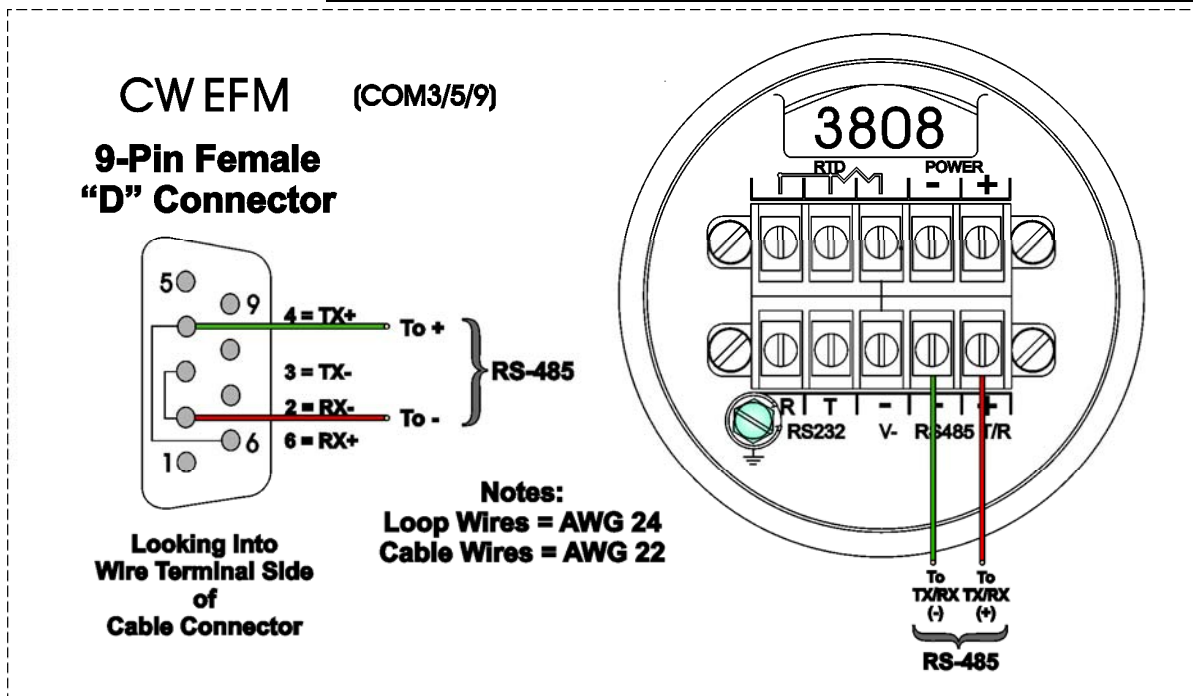 CW EFM (COM3/5/9)
9-Pin Female
“D” Connector
5
9
4 = TX+
To +
3 = TX-
RS-485
2 = RX-
To -
6
6 = RX+
1
Looking Into
Wire Terminal Side
of
Cable Connector
Notes:
Loop Wires = AWG 24
Cable Wires = AWG 22
3808
RTD
POWER
- +
R T - - +
RS232 V- RS485 T/R
To To
TX/RX TX/RX
(-) (+)
RS-485